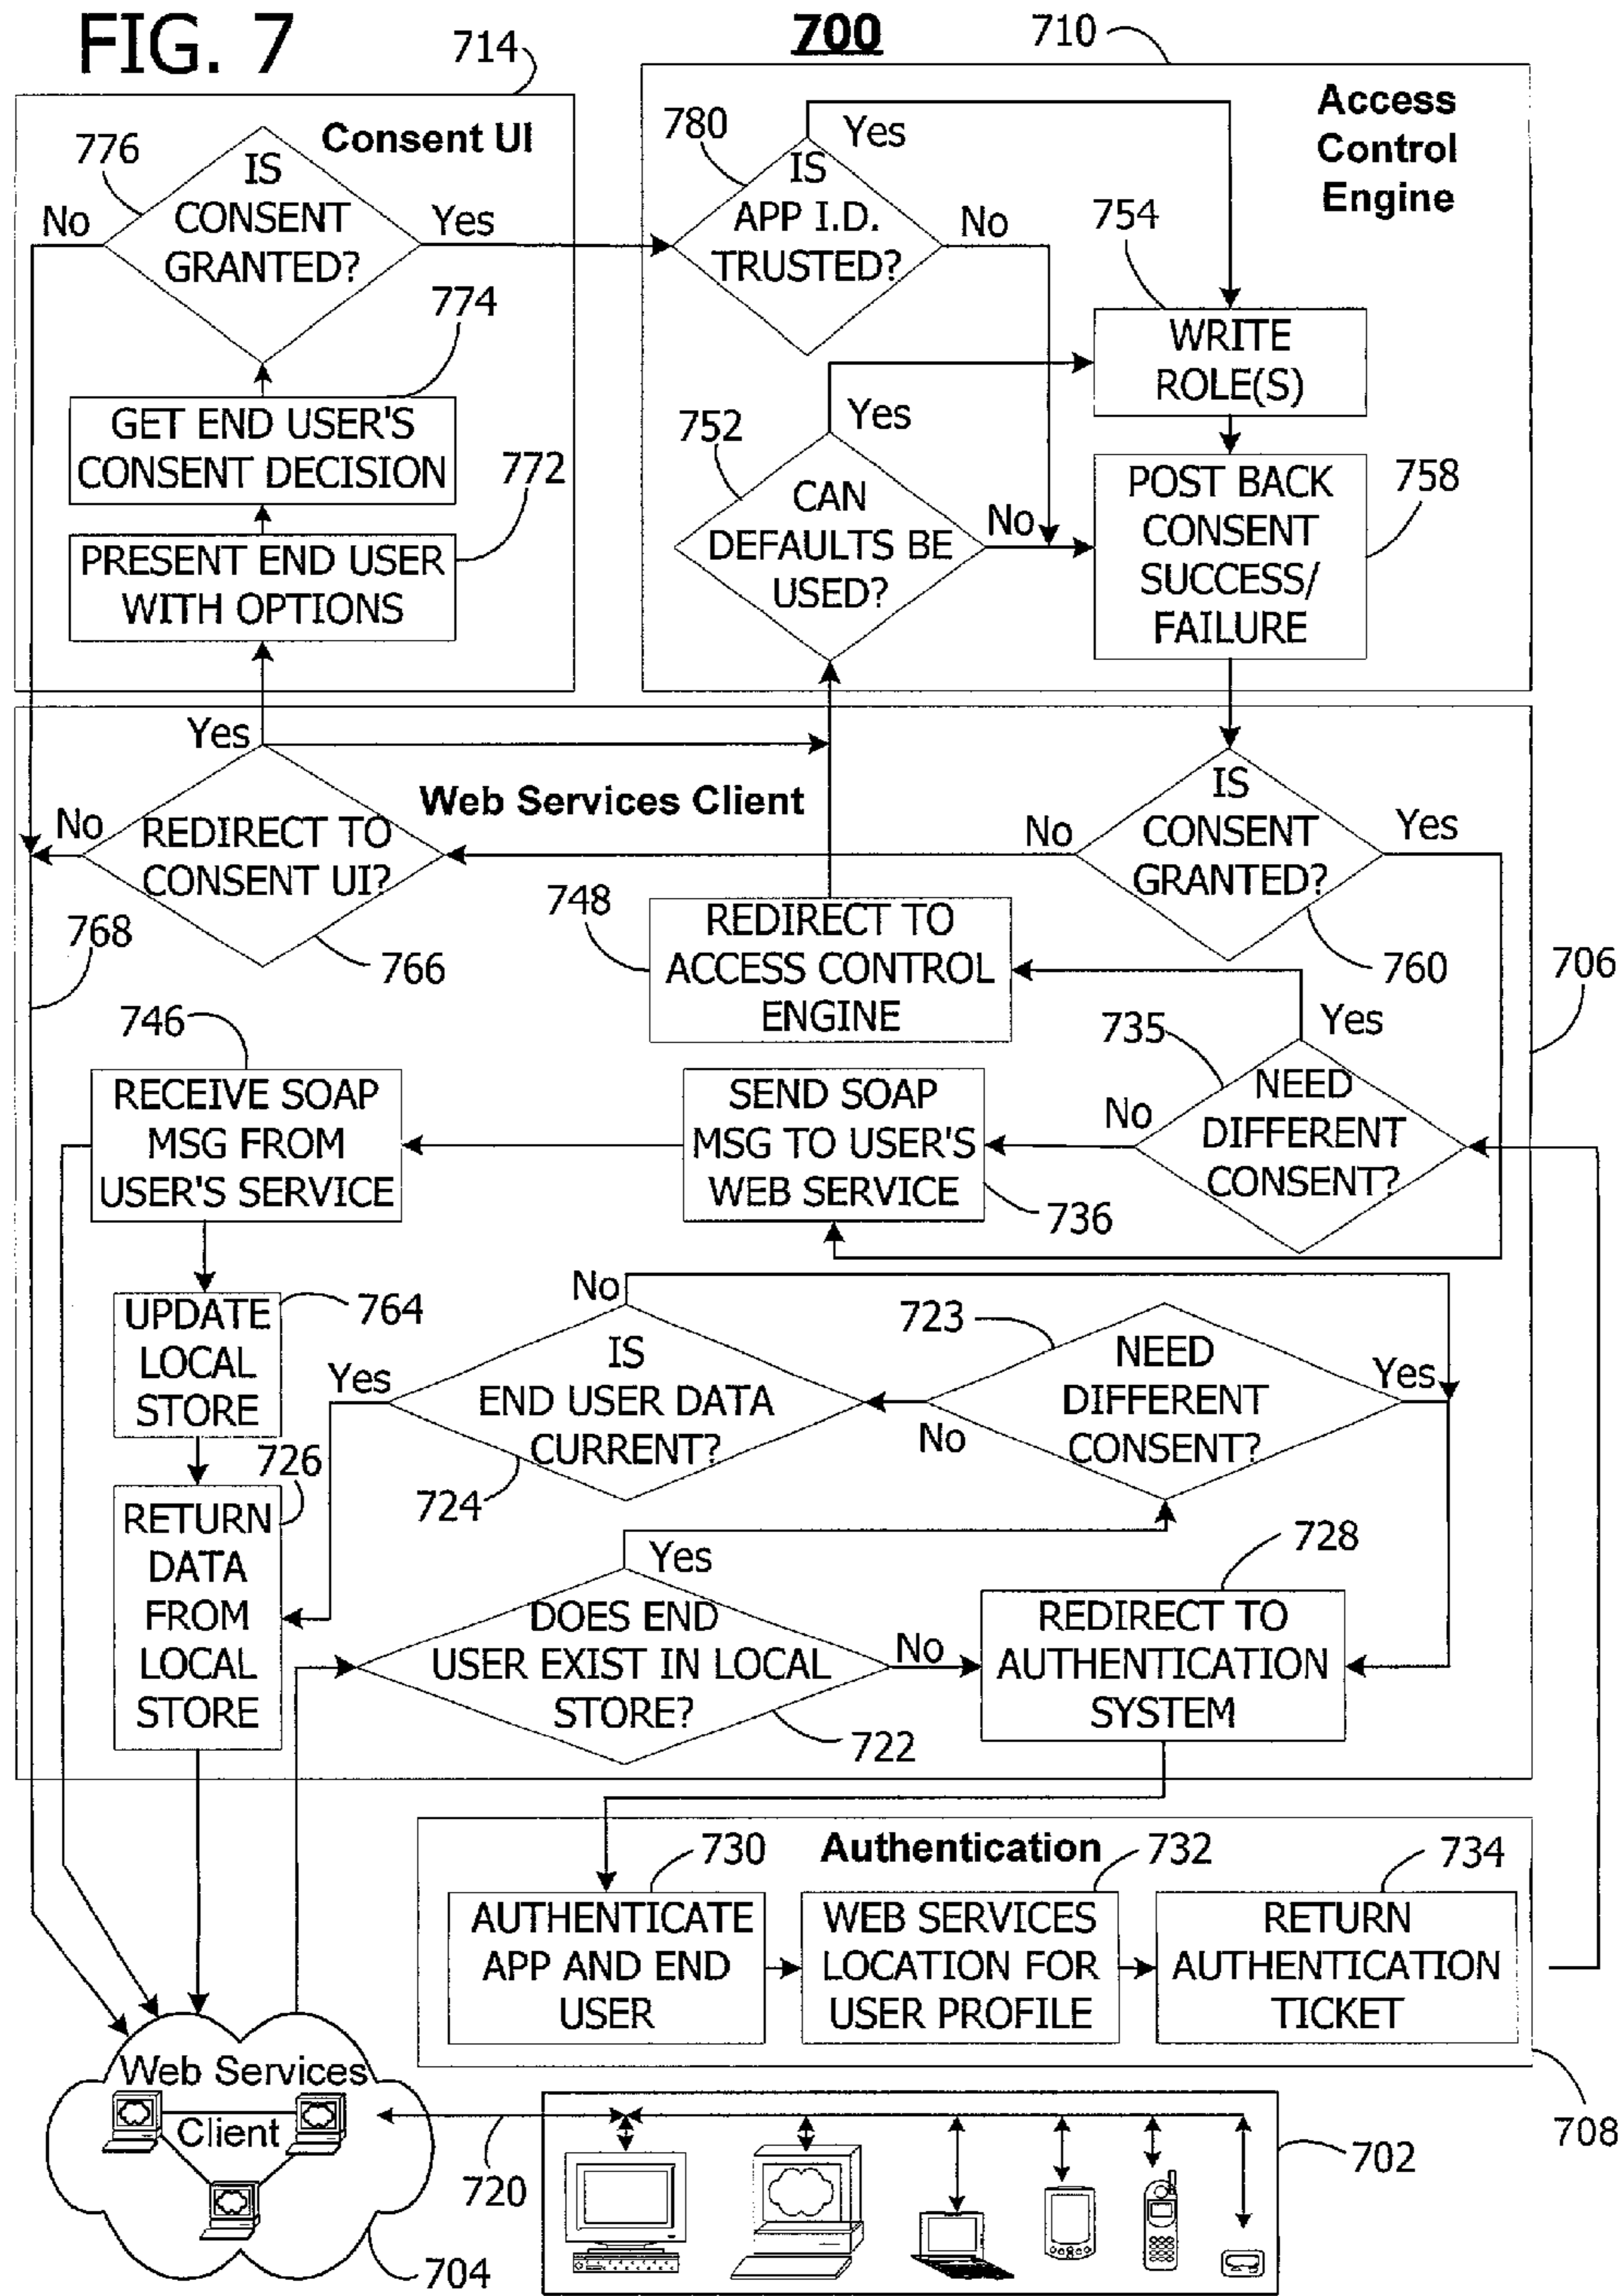 FIG. 7
700
710
714
Consent UI
776
IS
CONSENT
GRANTED?
No
Yes
774
GET END USER'S
CONSENT DECISION
772
PRESENT END USER
WITH OPTIONS
Access
Control
Engine
780
Yes
IS
APP I.D.
TRUSTED?
No
754
WRITE
ROLE(S)
752
Yes
CAN
DEFAULTS BE
USED?
No
POST BACK
CONSENT
SUCCESS/
FAILURE
758
Yes
No
REDIRECT TO
CONSENT UI?
Web Services Client
768
766
No
IS
CONSENT
GRANTED?
Yes
760
706
748
REDIRECT TO
ACCESS CONTROL
ENGINE
735
Yes
NEED
DIFFERENT
CONSENT?
No
746
RECEIVE SOAP
MSG FROM
USER'S SERVICE
SEND SOAP
MSG TO USER'S
WEB SERVICE
736
UPDATE
LOCAL
STORE
764
No
IS
END USER DATA
CURRENT?
Yes
724
723
NEED
DIFFERENT
CONSENT?
Yes
No
726
RETURN
DATA
FROM
LOCAL
STORE
Yes
DOES END
USER EXIST IN LOCAL
STORE?
No
722
728
REDIRECT TO
AUTHENTICATION
SYSTEM
Authentication
730
732
734
AUTHENTICATE
APP AND END
USER
WEB SERVICES
LOCATION FOR
USER PROFILE
RETURN
AUTHENTICATION
TICKET
708
Web Services
Client
720
702
704